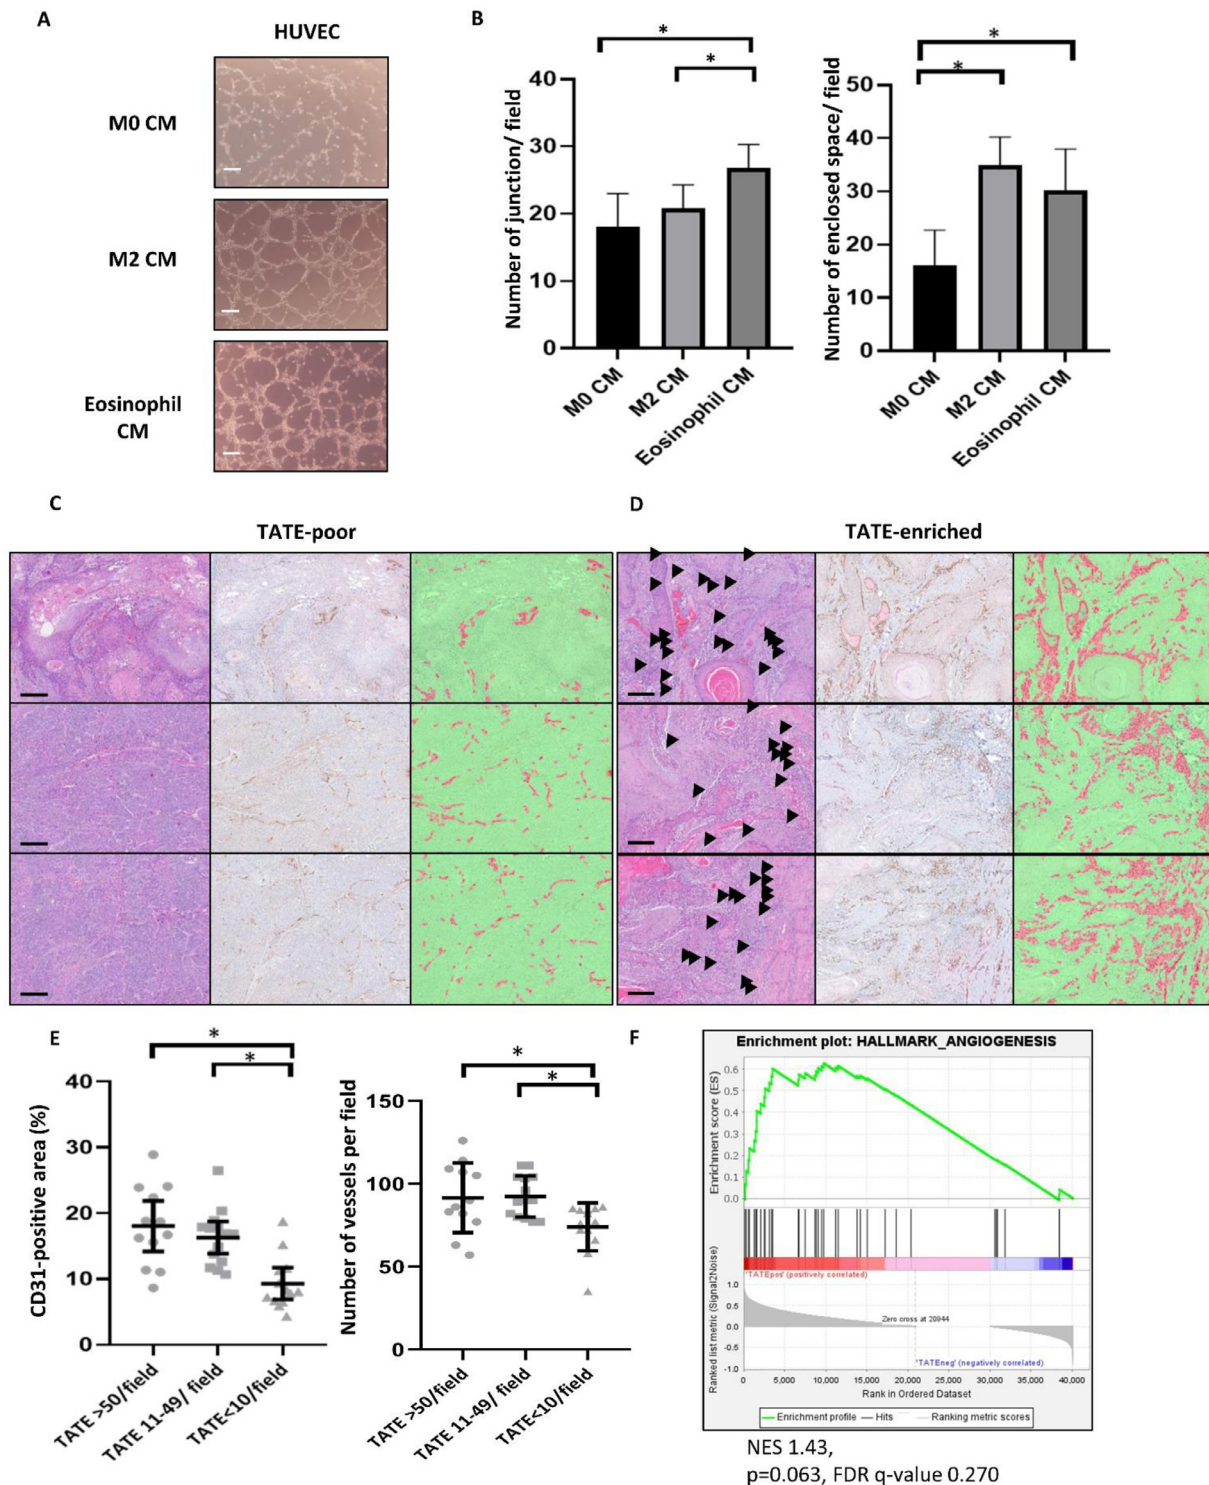 A
HUVEC
M0 CM
M2 CM
Eosinophil
CM
B
*
*
Number of junction/ field
40
30
20
10
0
M0 CM
M2 CM
Eosinophil CM
*
*
Number of enclosed space/ field
50
40
30
20
10
0
M0 CM
M2 CM
Eosinophil CM
C
TATE-poor
D
TATE-enriched
E
*
*
CD31-positive area (%)
40
30
20
10
0
TATE >50/field
TATE 11-49/ field
TATE<10/field
*
*
Number of vessels per field
150
100
50
0
TATE >50/field
TATE 11-49/ field
TATE<10/field
F
Enrichment plot: HALLMARK_ANGIOGENESIS
Enrichment score (ES)
0.6
0.5
0.4
0.3
0.2
0.1
0.0
'TATEpos' (positively correlated)
Ranked list metric (Signal2Noise)
1.0
0.5
0.0
-0.5
-1.0
Zero cross at 20944
'TATEneg' (negatively correlated)
0 5,000 10,000 15,000 20,000 25,000 30,000 35,000 40,000
Rank in Ordered Dataset
Enrichment profile Hits Ranking metric scores
NES 1.43,
p=0.063, FDR q-value 0.270